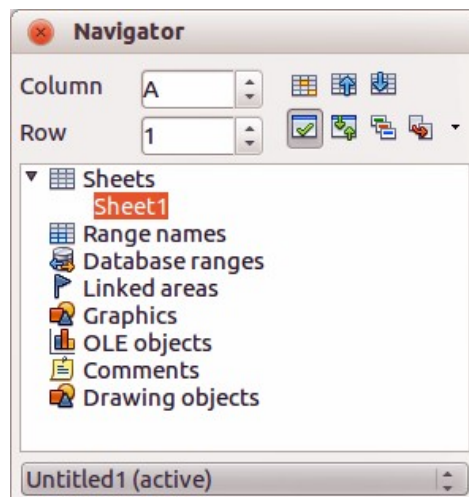 Navigator
Column A
Row 1
Sheets
Sheet1
Range names
Database ranges
Linked areas
Graphics
OLE objects
Comments
Drawing objects
Untitled1 (active)